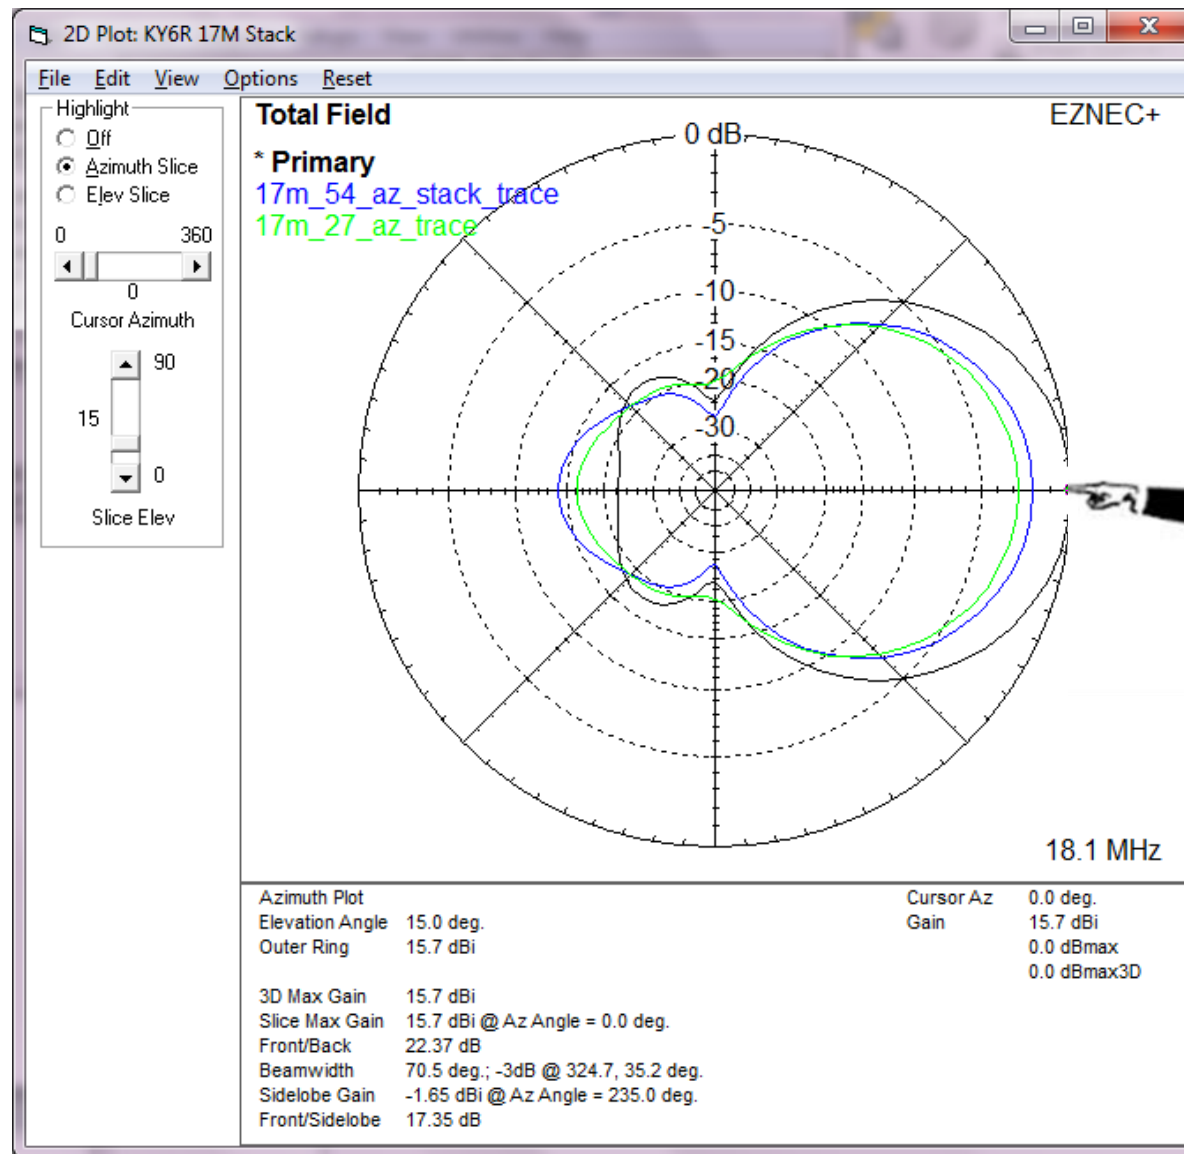 2D Plot: KY6R 17M Stack
File Edit View Options Reset
Highlight
Off
Azimuth Slice
Elev Slice
0 360
0
Cursor Azimuth
90
15
0
Slice Elev
Total Field
EZNEC+
* Primary
17m_54_az_stack_trace
17m_27_az_trace
0 dB
-5
-10
-15
-20
-30
18.1 MHz
Azimuth Plot
Elevation Angle 15.0 deg.
Outer Ring 15.7 dBi
3D Max Gain 15.7 dBi
Slice Max Gain 15.7 dBi @ Az Angle = 0.0 deg.
Front/Back 22.37 dB
Beamwidth 70.5 deg.; -3dB @ 324.7, 35.2 deg.
Sidelobe Gain -1.65 dBi @ Az Angle = 235.0 deg.
Front/Sidelobe 17.35 dB
Cursor Az 0.0 deg.
Gain 15.7 dBi
0.0 dBmax
0.0 dBmax3D